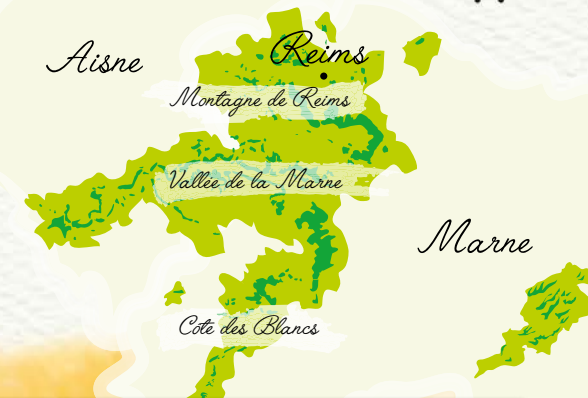 Aisne
Reims
Montagne de Reims
Vallée de la Marne
Marne
Côte des Blancs